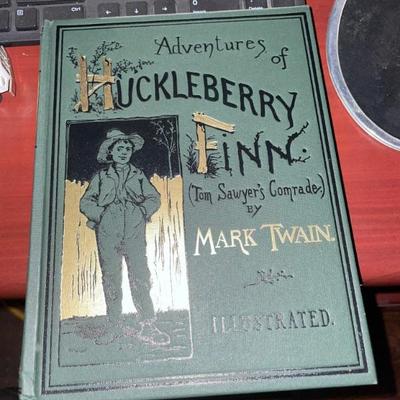 Adventures of
HUCKLEBERRY
FINN.
(Tom Sawyer's Comrade.)
BY
MARK TWAIN.
ILLUSTRATED.